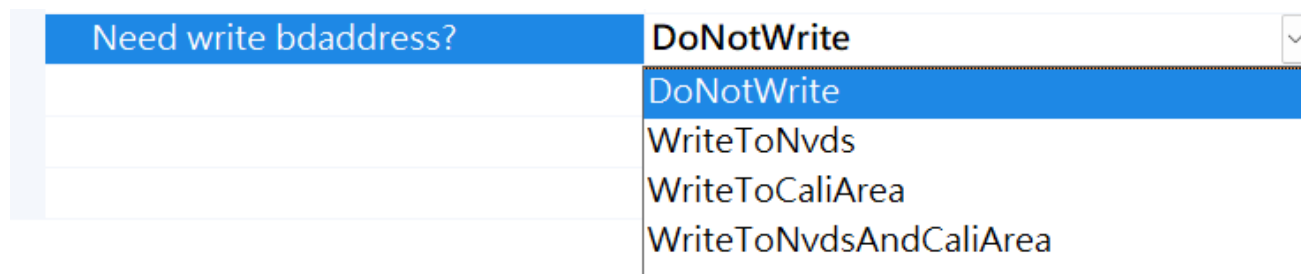 Need write bdaddress? DoNotWrite
DoNotWrite
WriteToNvds
WriteToCaliArea
WriteToNvdsAndCaliArea